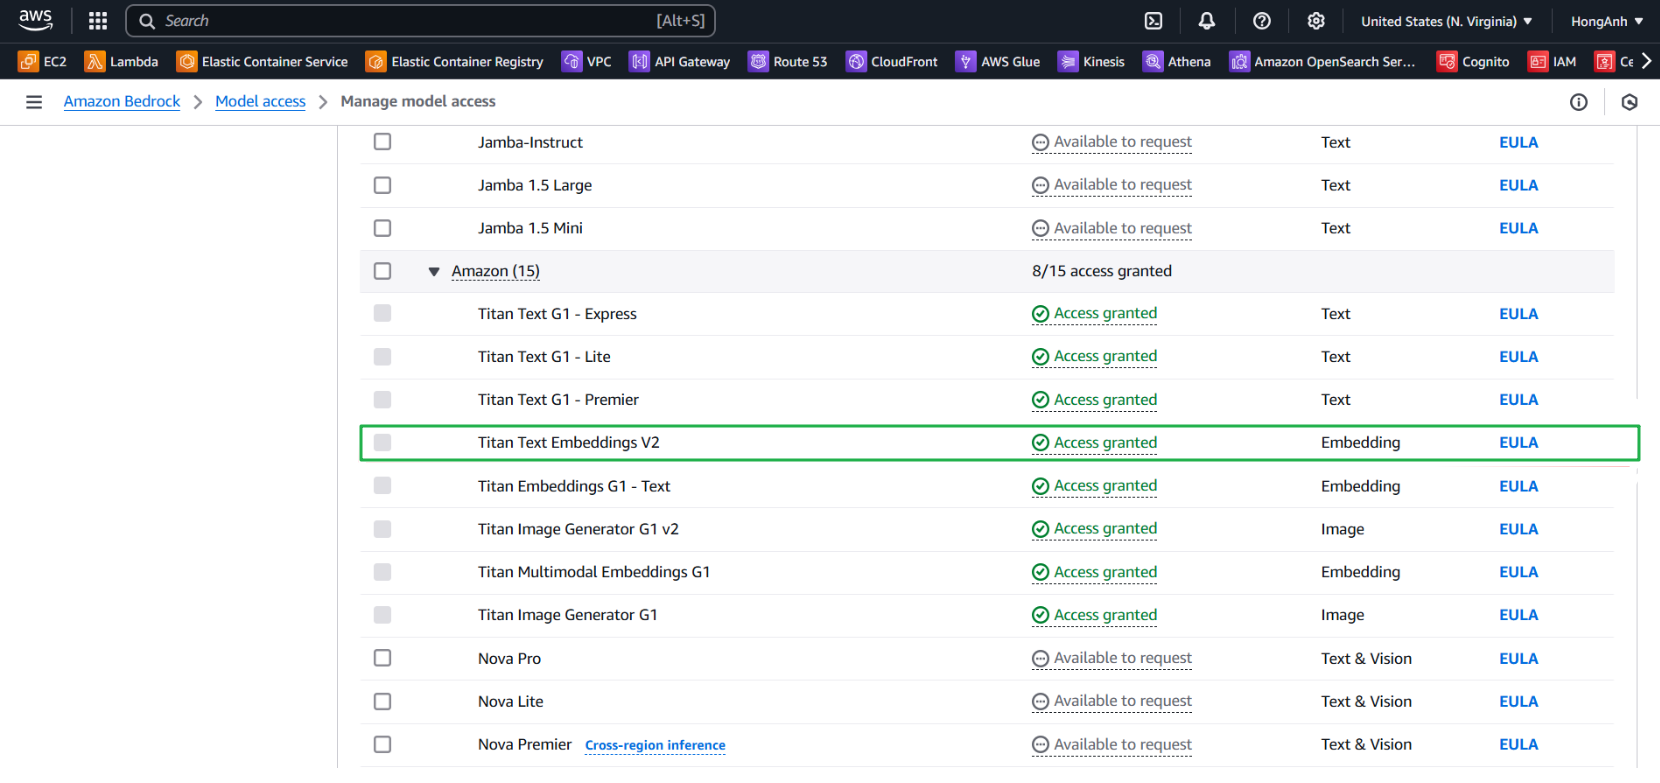 aws Search [Alt+S] United States (N. Virginia) HongAnh
EC2 Lambda Elastic Container Service Elastic Container Registry VPC API Gateway Route 53 CloudFront AWS Glue Kinesis Athena Amazon OpenSearch Ser... Cognito IAM Ce
Amazon Bedrock Model access Manage model access
Jamba-Instruct Available to request Text EULA
Jamba 1.5 Large Available to request Text EULA
Jamba 1.5 Mini Available to request Text EULA
Amazon (15) 8/15 access granted
Titan Text G1 - Express Access granted Text EULA
Titan Text G1 - Lite Access granted Text EULA
Titan Text G1 - Premier Access granted Text EULA
Titan Text Embeddings V2 Access granted Embedding EULA
Titan Embeddings G1 - Text Access granted Embedding EULA
Titan Image Generator G1 v2 Access granted Image EULA
Titan Multimodal Embeddings G1 Access granted Embedding EULA
Titan Image Generator G1 Access granted Image EULA
Nova Pro Available to request Text & Vision EULA
Nova Lite Available to request Text & Vision EULA
Nova Premier Cross-region inference Available to request Text & Vision EULA